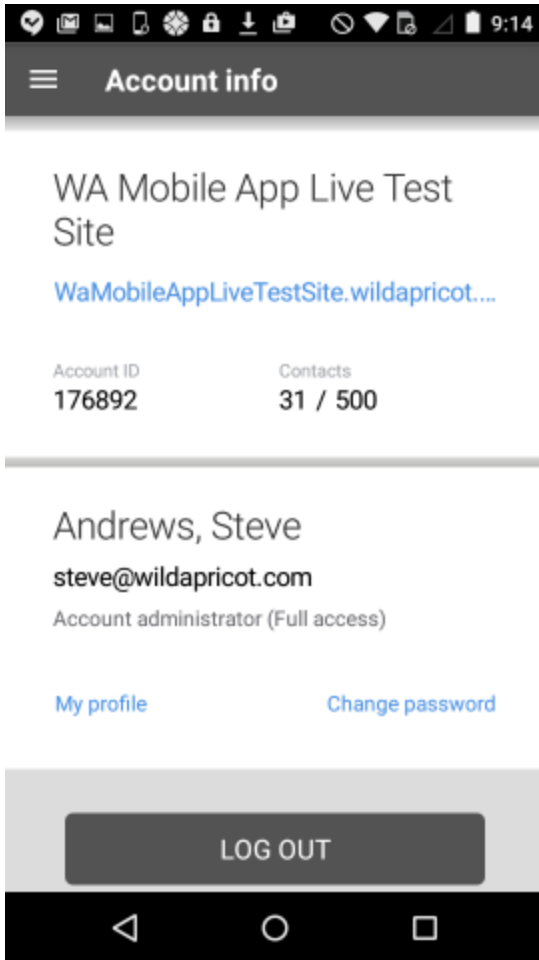 9:14
Account info
WA Mobile App Live Test
Site
WaMobileAppLiveTestSite.wildapricot....
Account ID
Contacts
176892
31 / 500
Andrews, Steve
steve@wildapricot.com
Account administrator (Full access)
My profile
Change password
LOG OUT